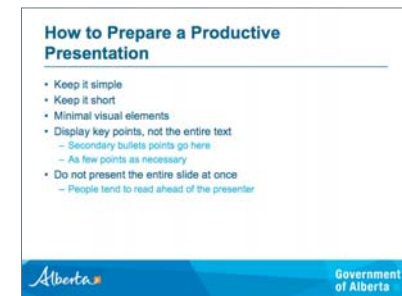 How to Prepare a Productive
Presentation
• Keep it simple
• Keep it short
• Minimal visual elements
• Display key points, not the entire text
– Secondary bullets points go here
– As few points as necessary
• Do not present the entire slide at once
– People tend to read ahead of the presenter
Alberta
Government
of Alberta